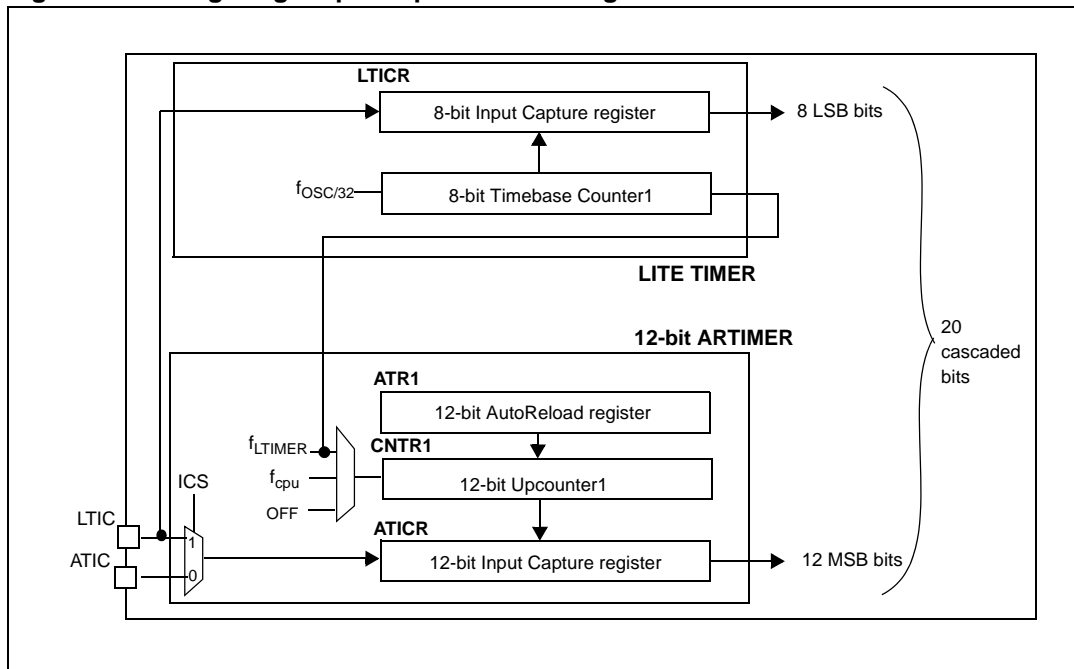 LTICR
8-bit Input Capture register
8 LSB bits
fOSC/32
8-bit Timebase Counter1
LITE TIMER
12-bit ARTIMER
20
cascaded
bits
ATR1
12-bit AutoReload register
fLTIMER
CNTR1
fcpu
12-bit Upcounter1
ICS
OFF
LTIC
ATICR
1
ATIC
12-bit Input Capture register
12 MSB bits
0